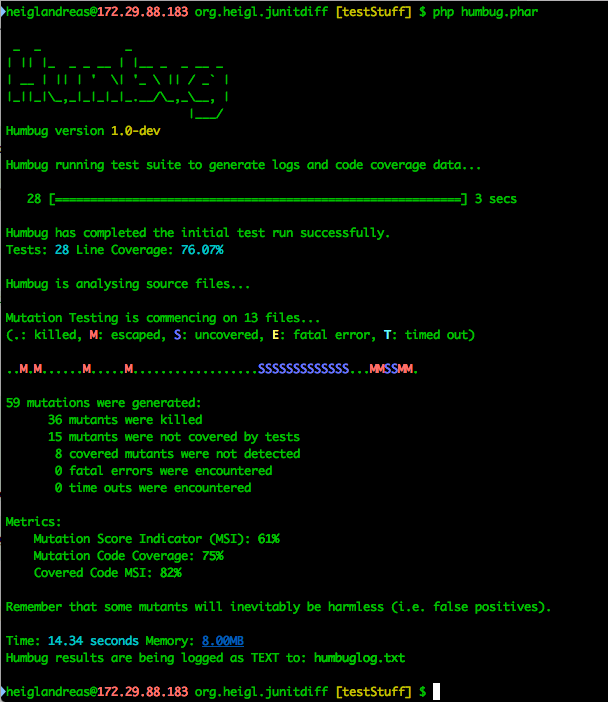 heiglandreas@172.29.88.183 org.heigl.junitdiff [testStuff] $ php humbug.phar
 _  _            _
| || |_  _ _ __ | |__ _  _ __ _
| __ | || | '  \| '_ \ || / _` |
|_||_|\_,_|_|_|_|_.__/\_,_\__, |
                          |___/
Humbug version 1.0-dev
Humbug running test suite to generate logs and code coverage data...
28 [==========================================================] 3 secs
Humbug has completed the initial test run successfully.
Tests: 28 Line Coverage: 76.07%
Humbug is analysing source files...
Mutation Testing is commencing on 13 files...
(.: killed, M: escaped, S: uncovered, E: fatal error, T: timed out)
..M.M......M.....M..................SSSSSSSSSSSSS...MMSSMM.
59 mutations were generated:
36 mutants were killed
15 mutants were not covered by tests
8 covered mutants were not detected
0 fatal errors were encountered
0 time outs were encountered
Metrics:
Mutation Score Indicator (MSI): 61%
Mutation Code Coverage: 75%
Covered Code MSI: 82%
Remember that some mutants will inevitably be harmless (i.e. false positives).
Time: 14.34 seconds Memory: 8.00MB
Humbug results are being logged as TEXT to: humbuglog.txt
heiglandreas@172.29.88.183 org.heigl.junitdiff [testStuff] $